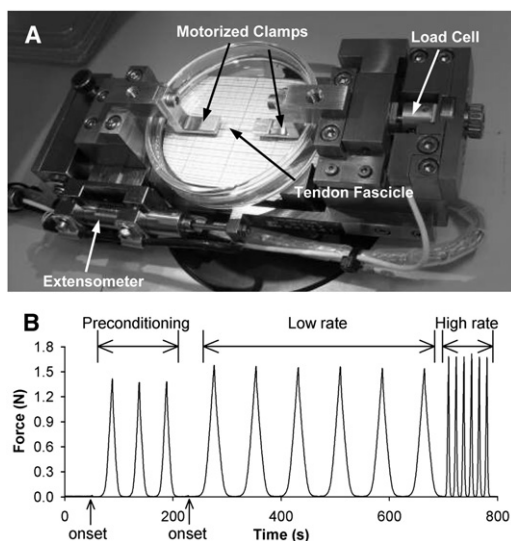 A
Motorized Clamps
Load Cell
Tendon Fascicle
Extensometer
B
Preconditioning
Low rate
High rate
1.8
1.5
1.2
0.9
0.6
0.3
0.0
Force (N)
0
200
400
600
800
onset
onset
Time (s)